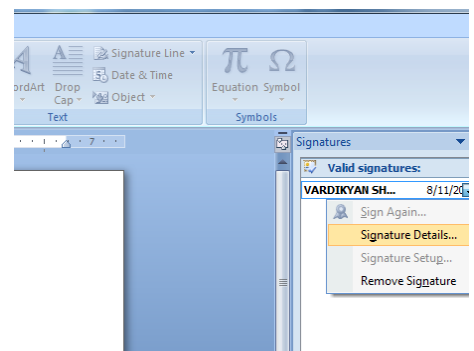 Signature Line
Date & Time
Object
ordArt
Drop Cap
Equation
Symbol
Text
Symbols
7
Signatures
Valid signatures:
VARDIKYAN SH... 8/11/20
Sign Again...
Signature Details...
Signature Setup...
Remove Signature